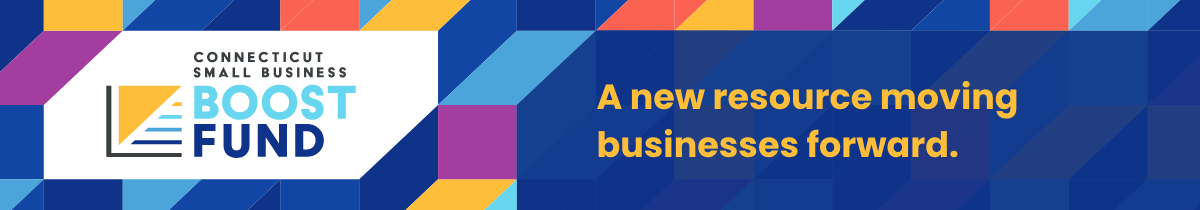 CONNECTICUT
SMALL BUSINESS
BOOST
FUND
A new resource moving
businesses forward.